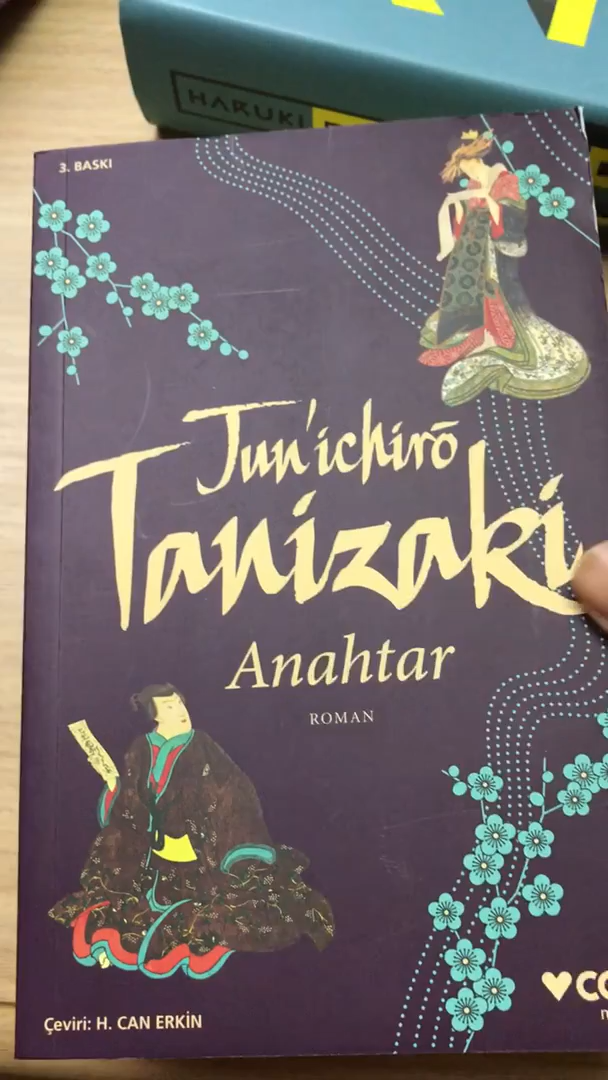 HARUKI
3. BASKI
Jun'ichirō
Tanizaki
Anahtar
ROMAN
Çeviri: H. CAN ERKİN